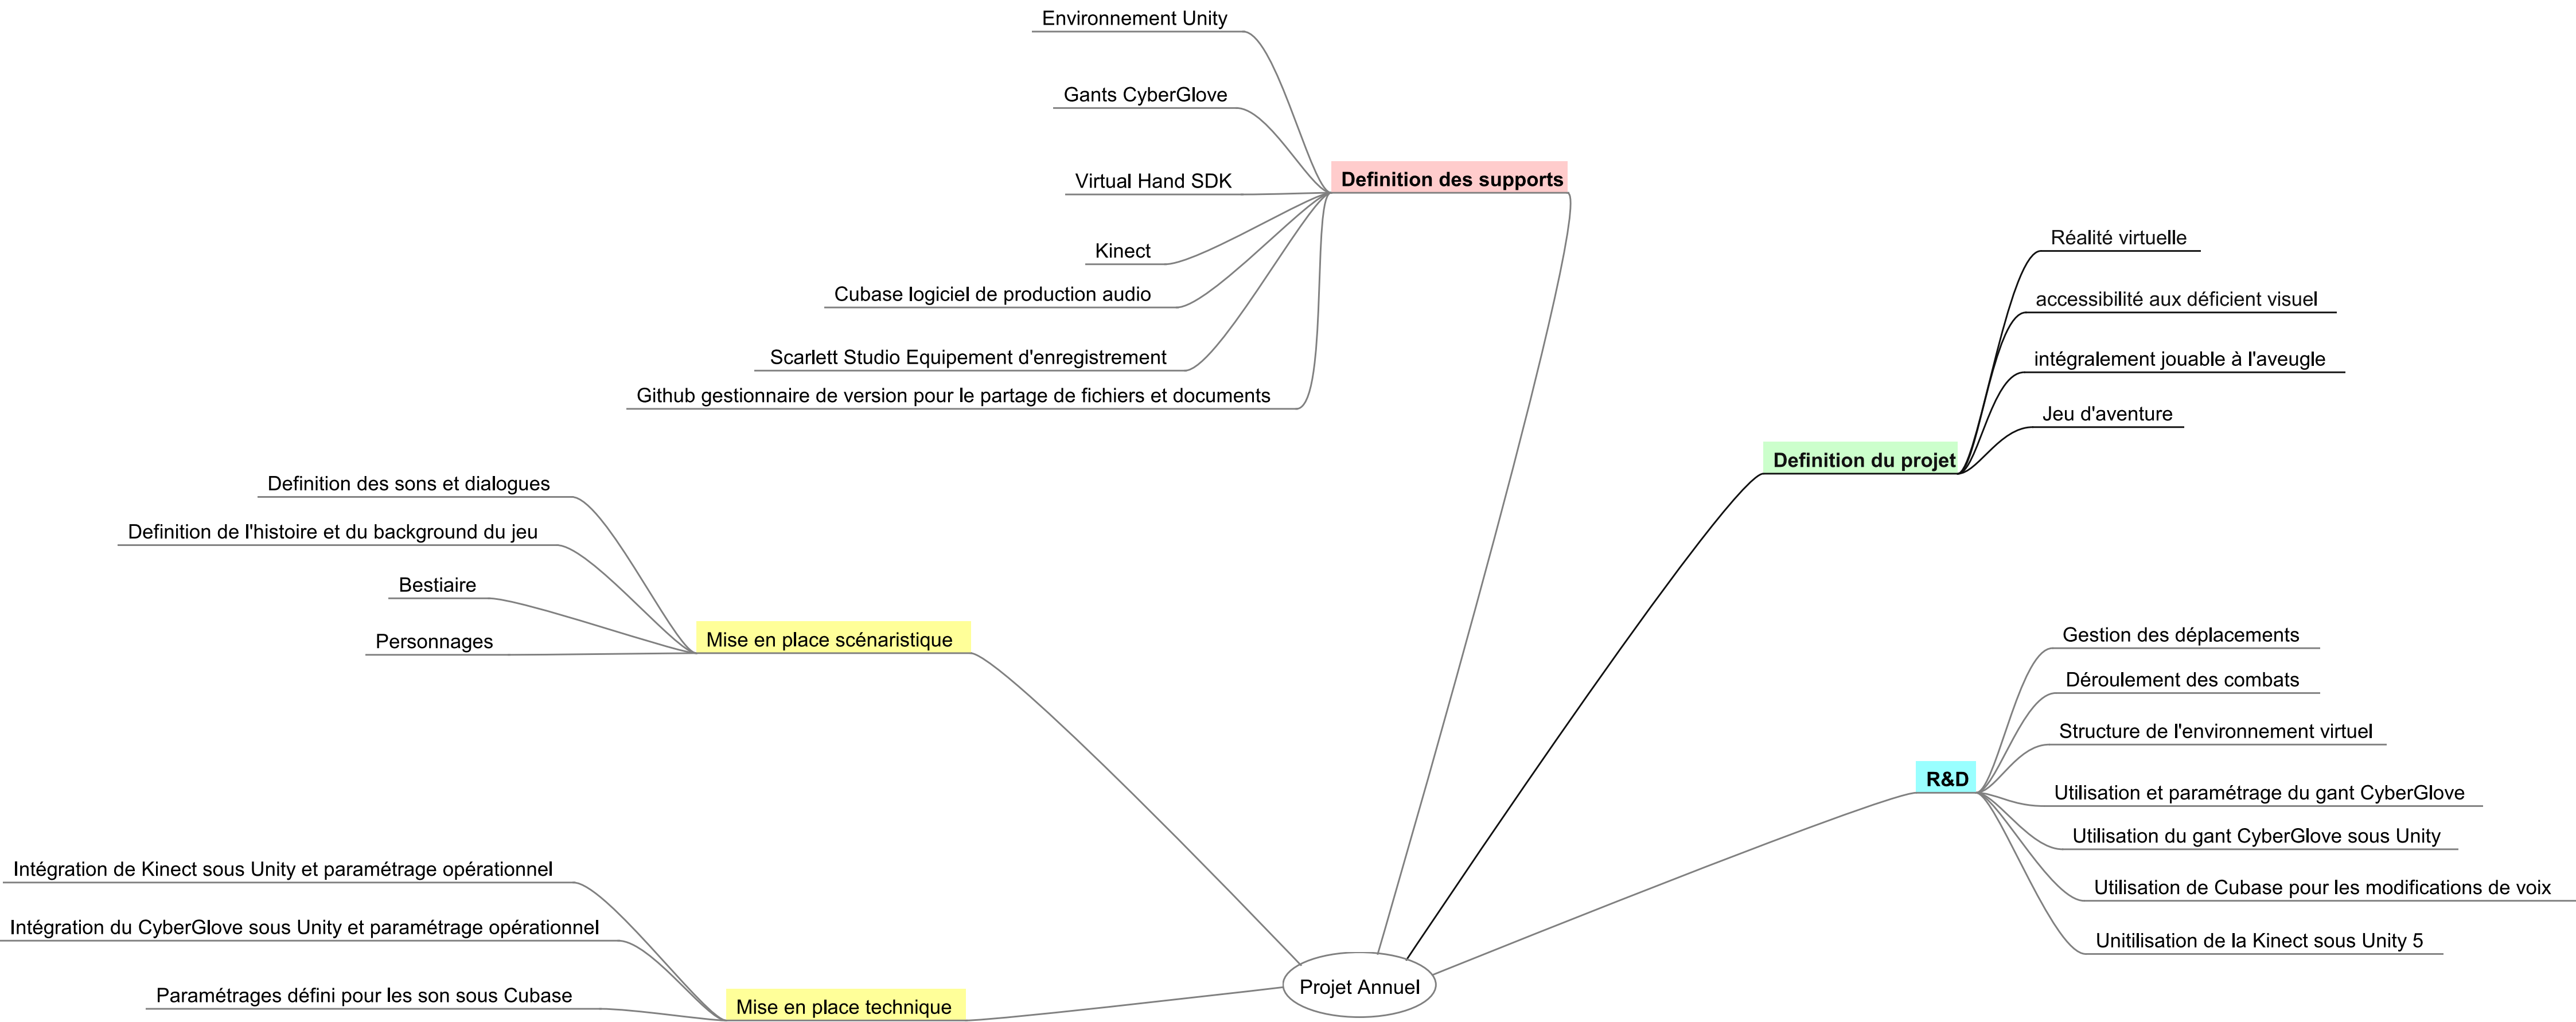 Environnement Unity
Gants CyberGlove
Virtual Hand SDK
Kinect
Cubase logiciel de production audio
Scarlett Studio Equipement d'enregistrement
Github gestionnaire de version pour le partage de fichiers et documents
Definition des supports
Réalité virtuelle
accessibilité aux déficient visuel
intégralement jouable à l'aveugle
Jeu d'aventure
Definition du projet
Definition des sons et dialogues
Definition de l'histoire et du background du jeu
Bestiaire
Personnages
Mise en place scénaristique
Gestion des déplacements
Déroulement des combats
Structure de l'environnement virtuel
R&D
Utilisation et paramétrage du gant CyberGlove
Utilisation du gant CyberGlove sous Unity
Utilisation de Cubase pour les modifications de voix
Unitilisation de la Kinect sous Unity 5
Intégration de Kinect sous Unity et paramétrage opérationnel
Intégration du CyberGlove sous Unity et paramétrage opérationnel
Paramétrages défini pour les son sous Cubase
Mise en place technique
Projet Annuel